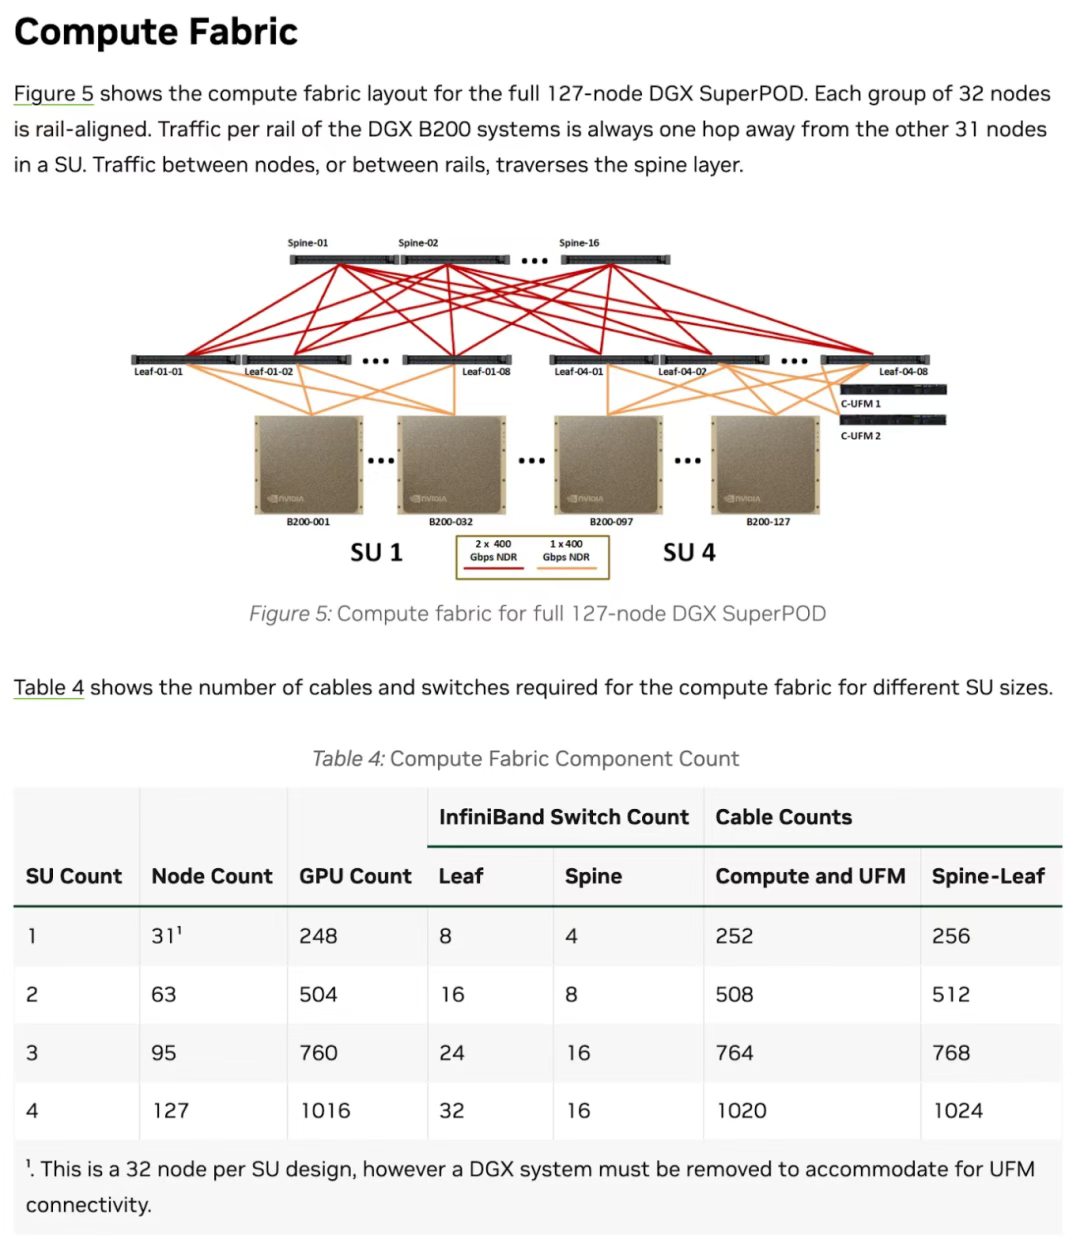 Compute Fabric
Figure 5 shows the compute fabric layout for the full 127-node DGX SuperPOD. Each group of 32 nodes
is rail-aligned. Traffic per rail of the DGX B200 systems is always one hop away from the other 31 nodes
in a SU. Traffic between nodes, or between rails, traverses the spine layer.
Spine-01 Spine-02 Spine-16
Leaf-01-01 Leaf-01-02 Leaf-01-08 Leaf-04-01 Leaf-04-02 Leaf-04-08
C-UFM 1
C-UFM 2
NVIDIA NVIDIA NVIDIA NVIDIA
B200-001 B200-032 B200-097 B200-127
SU 1 SU 4
2 x 400 1 x 400
Gbps NDR Gbps NDR
Figure 5: Compute fabric for full 127-node DGX SuperPOD
Table 4 shows the number of cables and switches required for the compute fabric for different SU sizes.
Table 4: Compute Fabric Component Count
InfiniBand Switch Count Cable Counts
SU Count Node Count GPU Count Leaf Spine Compute and UFM Spine-Leaf
1 31¹ 248 8 4 252 256
2 63 504 16 8 508 512
3 95 760 24 16 764 768
4 127 1016 32 16 1020 1024
¹. This is a 32 node per SU design, however a DGX system must be removed to accommodate for UFM
connectivity.